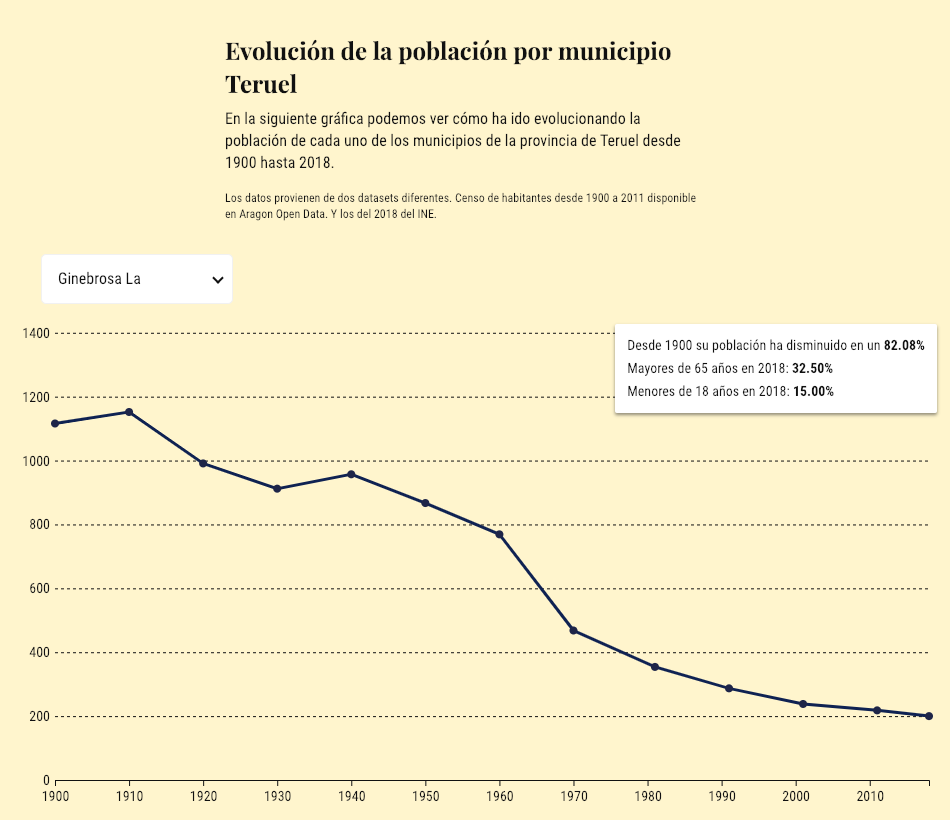 Evolución de la población por municipio
Teruel
En la siguiente gráfica podemos ver cómo ha ido evolucionando la
población de cada uno de los municipios de la provincia de Teruel desde
1900 hasta 2018.
Los datos provienen de dos datasets diferentes. Censo de habitantes desde 1900 a 2011 disponible
en Aragon Open Data. Y los del 2018 del INE.
Ginebrosa La
Desde 1900 su población ha disminuido en un 82.08%
Mayores de 65 años en 2018: 32.50%
Menores de 18 años en 2018: 15.00%
1400
1200
1000
800
600
400
200
0
1900 1910 1920 1930 1940 1950 1960 1970 1980 1990 2000 2010